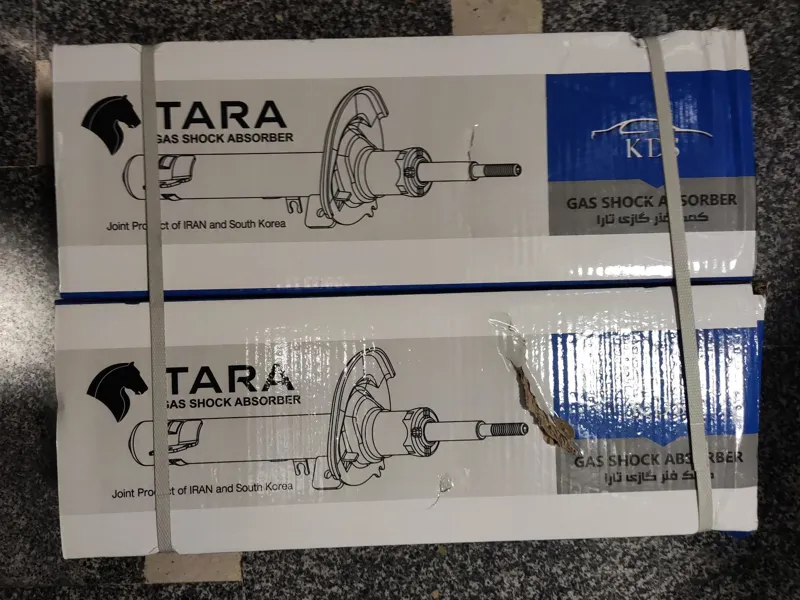 TARA
GAS SHOCK ABSORBER
Joint Product of IRAN and South Korea
KDS
GAS SHOCK ABSORBER
کمک فنر گازی تارا
TARA
GAS SHOCK ABSORBER
Joint Product of IRAN and South Korea
GAS SHOCK ABSORBER
کمک فنر گازی تارا